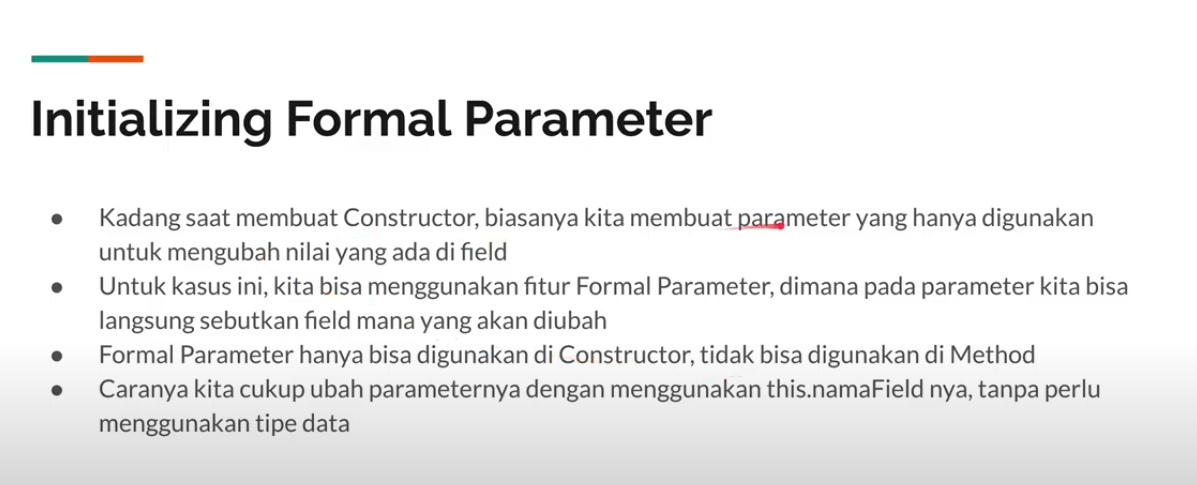 Initializing Formal Parameter
● Kadang saat membuat Constructor, biasanya kita membuat parameter yang hanya digunakan
untuk mengubah nilai yang ada di field
● Untuk kasus ini, kita bisa menggunakan fitur Formal Parameter, dimana pada parameter kita bisa
langsung sebutkan field mana yang akan diubah
● Formal Parameter hanya bisa digunakan di Constructor, tidak bisa digunakan di Method
● Caranya kita cukup ubah parameternya dengan menggunakan this.namaField nya, tanpa perlu
menggunakan tipe data